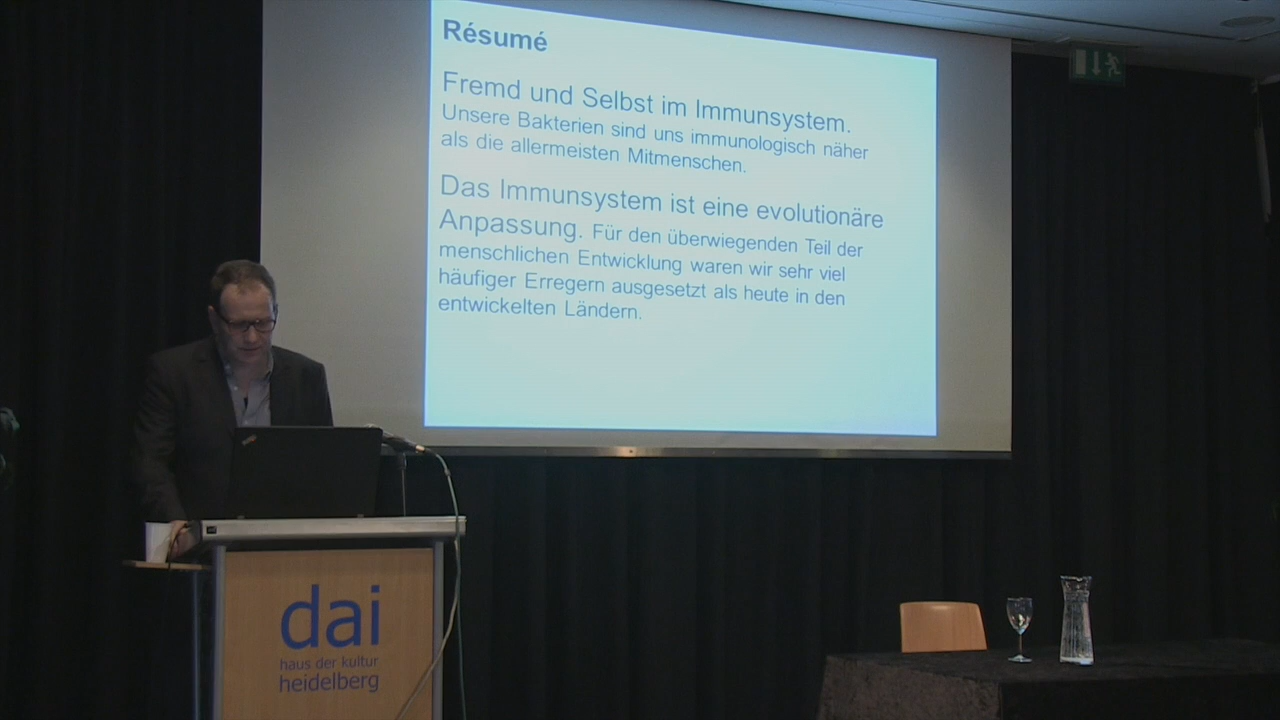 Résumé
Fremd und Selbst im Immunsystem.
Unsere Bakterien sind uns immunologisch näher
als die allermeisten Mitmenschen.
Das Immunsystem ist eine evolutionäre
Anpassung. Für den überwiegenden Teil der
menschlichen Entwicklung waren wir sehr viel
häufiger Erregern ausgesetzt als heute in den
entwickelten Ländern.
dai
haus der kultur
heidelberg